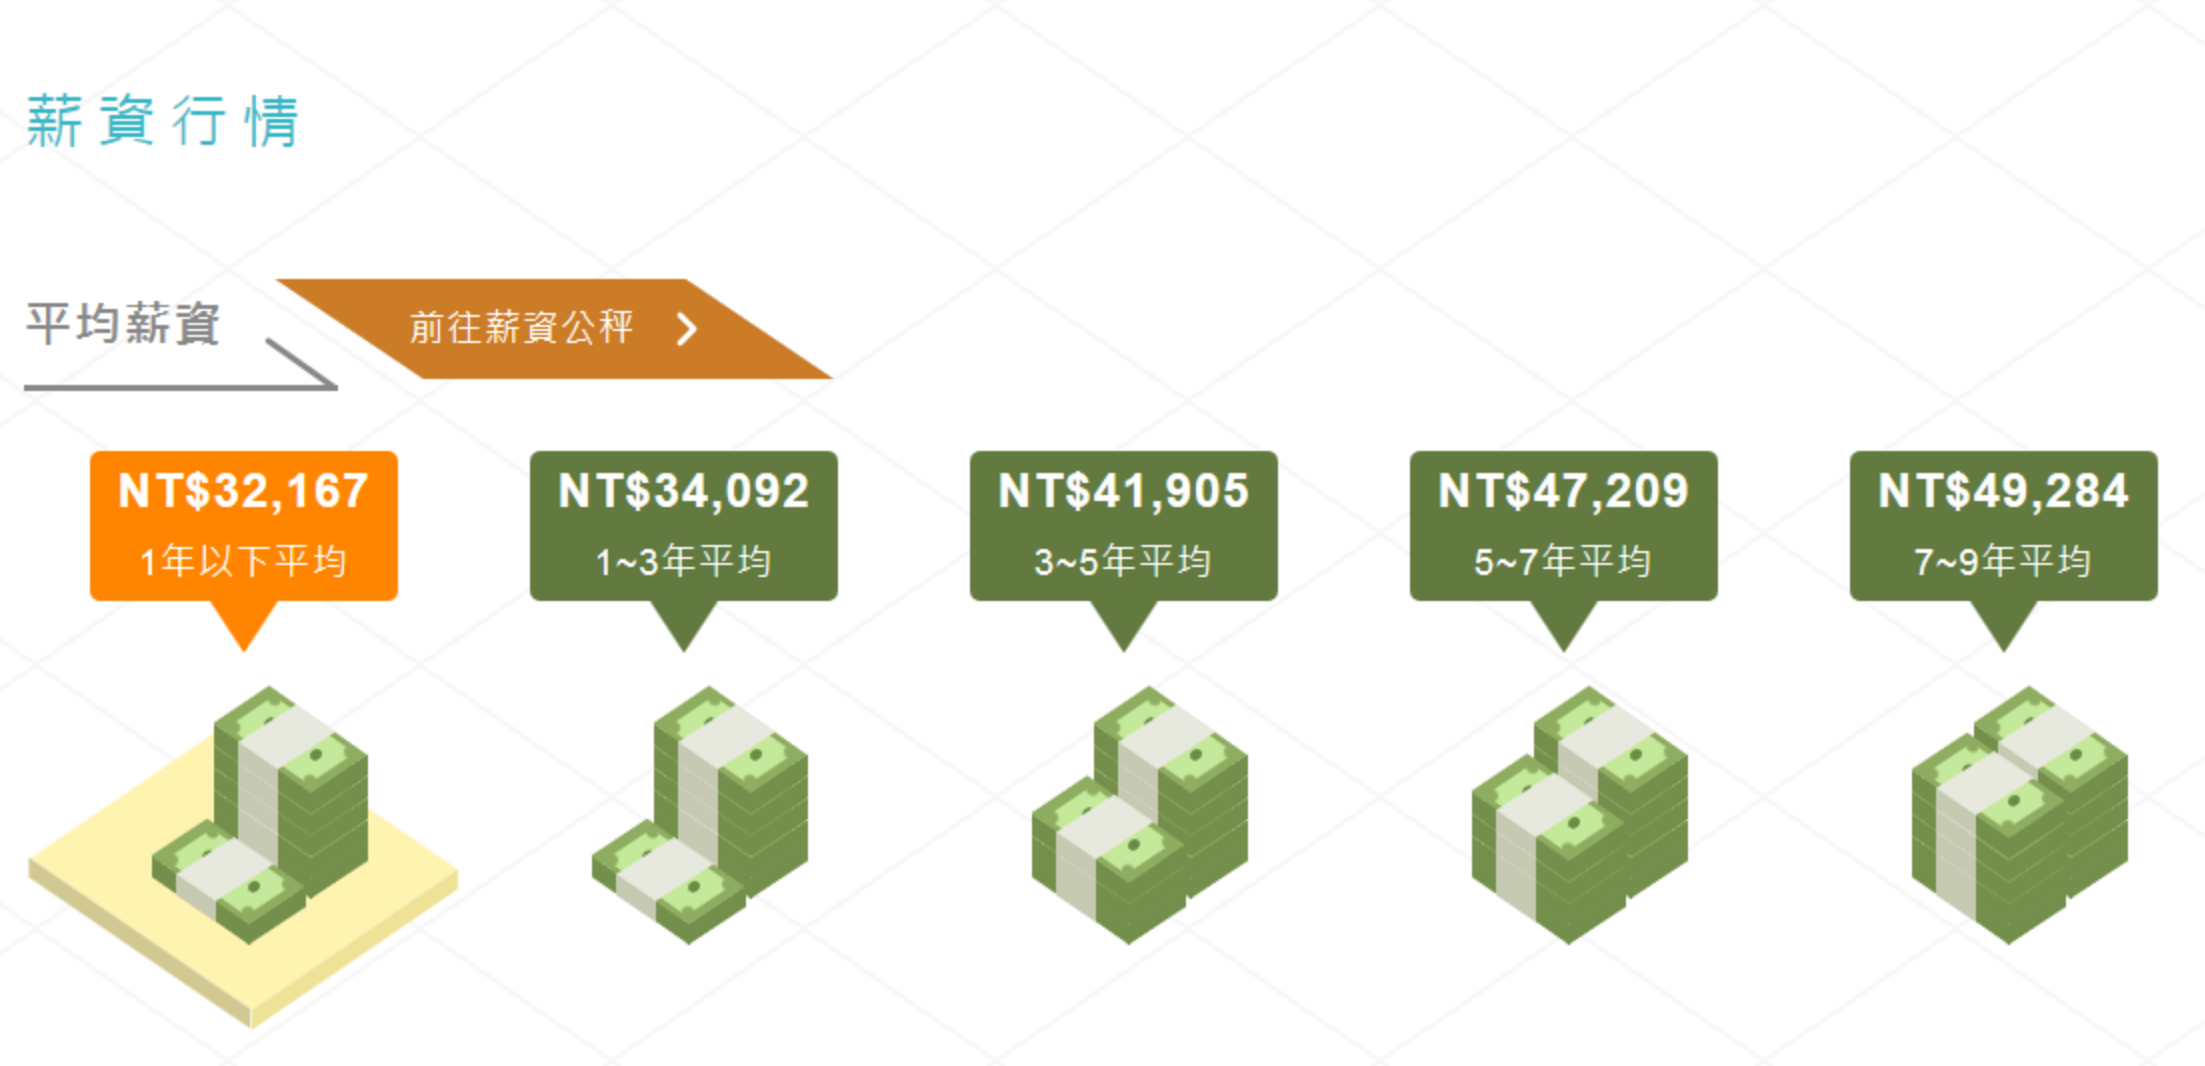 薪資行情
平均薪資
前往薪資公秤
NT$32,167
1年以下平均
NT$34,092
1~3年平均
NT$41,905
3~5年平均
NT$47,209
5~7年平均
NT$49,284
7~9年平均